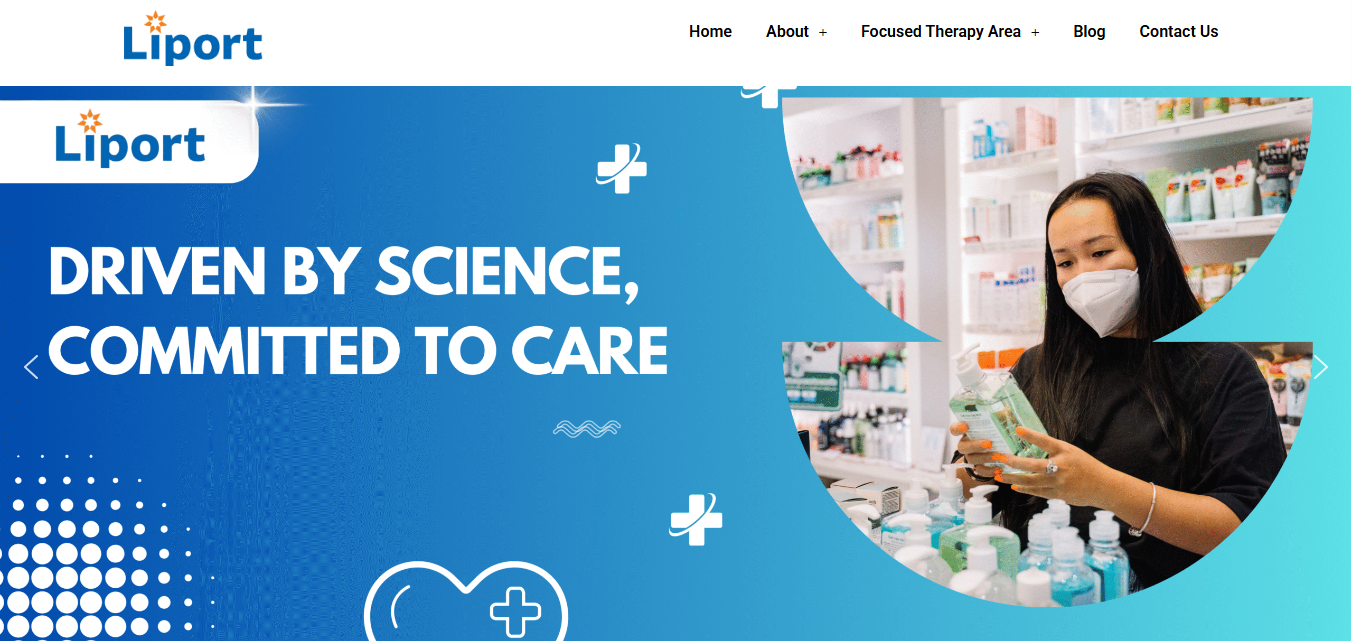 Liport
Home About + Focused Therapy Area + Blog Contact Us
Liport
DRIVEN BY SCIENCE,
COMMITTED TO CARE